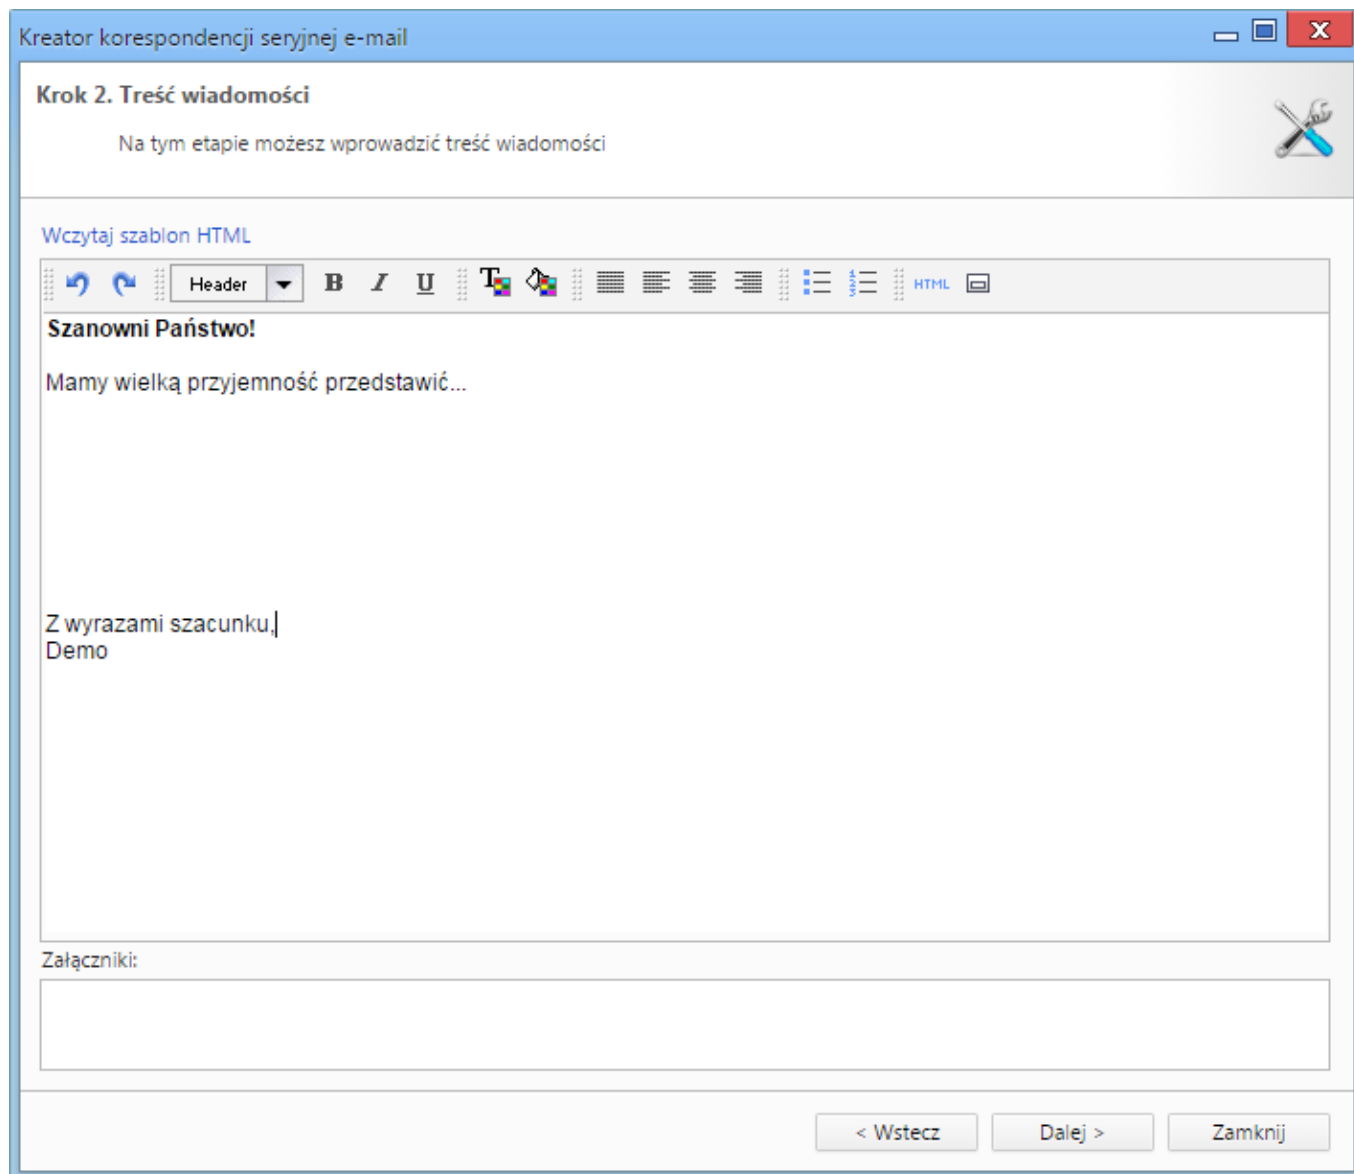 Kreator korespondencji seryjnej e-mail
Krok 2. Treść wiadomości
Na tym etapie możesz wprowadzić treść wiadomości
Wczytaj szablon HTML
Header B I U T HTML
Szanowni Państwo!
Mamy wielką przyjemność przedstawić...
Z wyrazami szacunku,
Demo
Załączniki:
< Wstecz Dalej > Zamknij